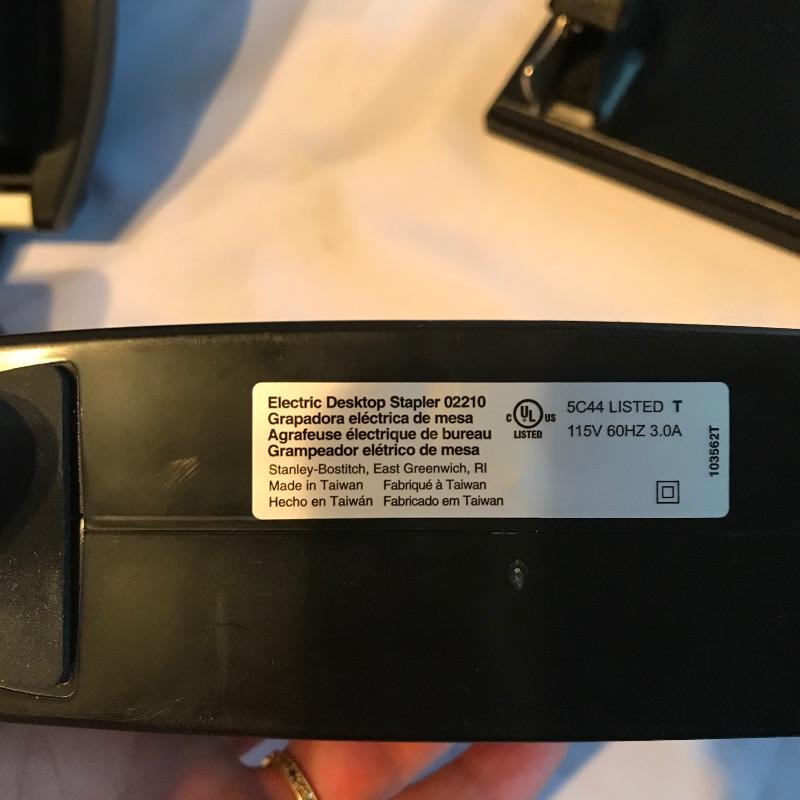 Electric Desktop Stapler 02210
Grapadora eléctrica de mesa
Agrafeuse électrique de bureau
Grampeador elétrico de mesa
Stanley-Bostitch, East Greenwich, RI
Made in Taiwan Fabriqué à Taiwan
Hecho en Taiwán Fabricado em Taiwan
C UL US
LISTED
5C44 LISTED T
115V 60HZ 3.0A
103562T